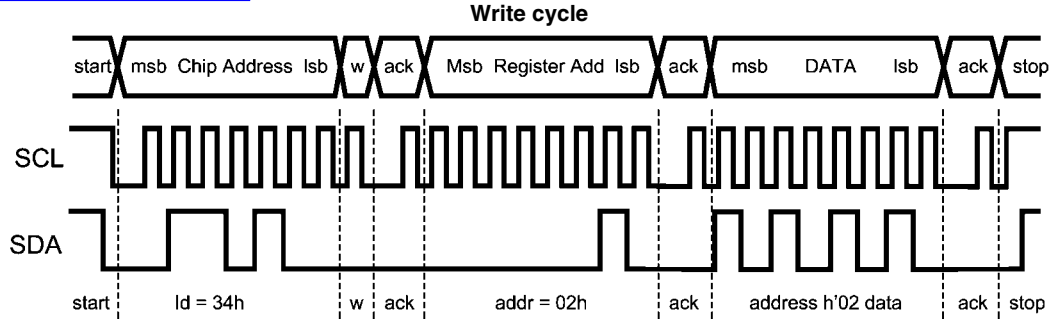 Write cycle
start msb Chip Address lsb w ack Msb Register Add lsb ack msb DATA lsb ack stop
SCL
SDA
start Id = 34h w ack addr = 02h ack address h'02 data ack stop